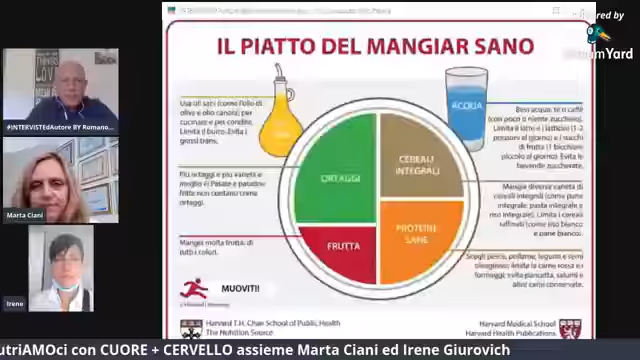 IL PIATTO DEL MANGIAR SANO
Powered by
StreamYard
Usa oli sani (come l'olio di
oliva e olio canola) per
cucinare e per condire.
Limita il burro. Evita i
grassi trans.
ACQUA
Bevi acqua, tè o caffè
(con poco o niente zucchero).
Limita il latte e i latticini (1-2
porzioni al giorno) e i succhi
di frutta (1 bicchiere
piccolo al giorno). Evita le
bevande zuccherate.
Più ortaggi e più varietà e
meglio è! Patate e patatine
fritte non contano come
ortaggi.
ORTAGGI
CEREALI
INTEGRALI
Mangia diverse varietà di
cereali integrali (come pane
integrale, pasta integrale e
riso integrale). Limita i cereali
raffinati (come riso bianco
e pane bianco).
Mangia molta frutta, di
tutti i colori.
FRUTTA
PROTEINE
SANE
Scegli pesce, pollame, legumi e semi
oleaginosi; limita la carne rossa e i
formaggi; evita pancetta, salumi e
altre carni conservate.
MUOVITI!
Harvard T.H. Chan School of Public Health
The Nutrition Source
Harvard Medical School
Harvard Health Publications
#INTERVISTEdAutore BY Romano...
Marta Ciani
Irene
utriAMOci con CUORE + CERVELLO assieme Marta Ciani ed Irene Giurovich